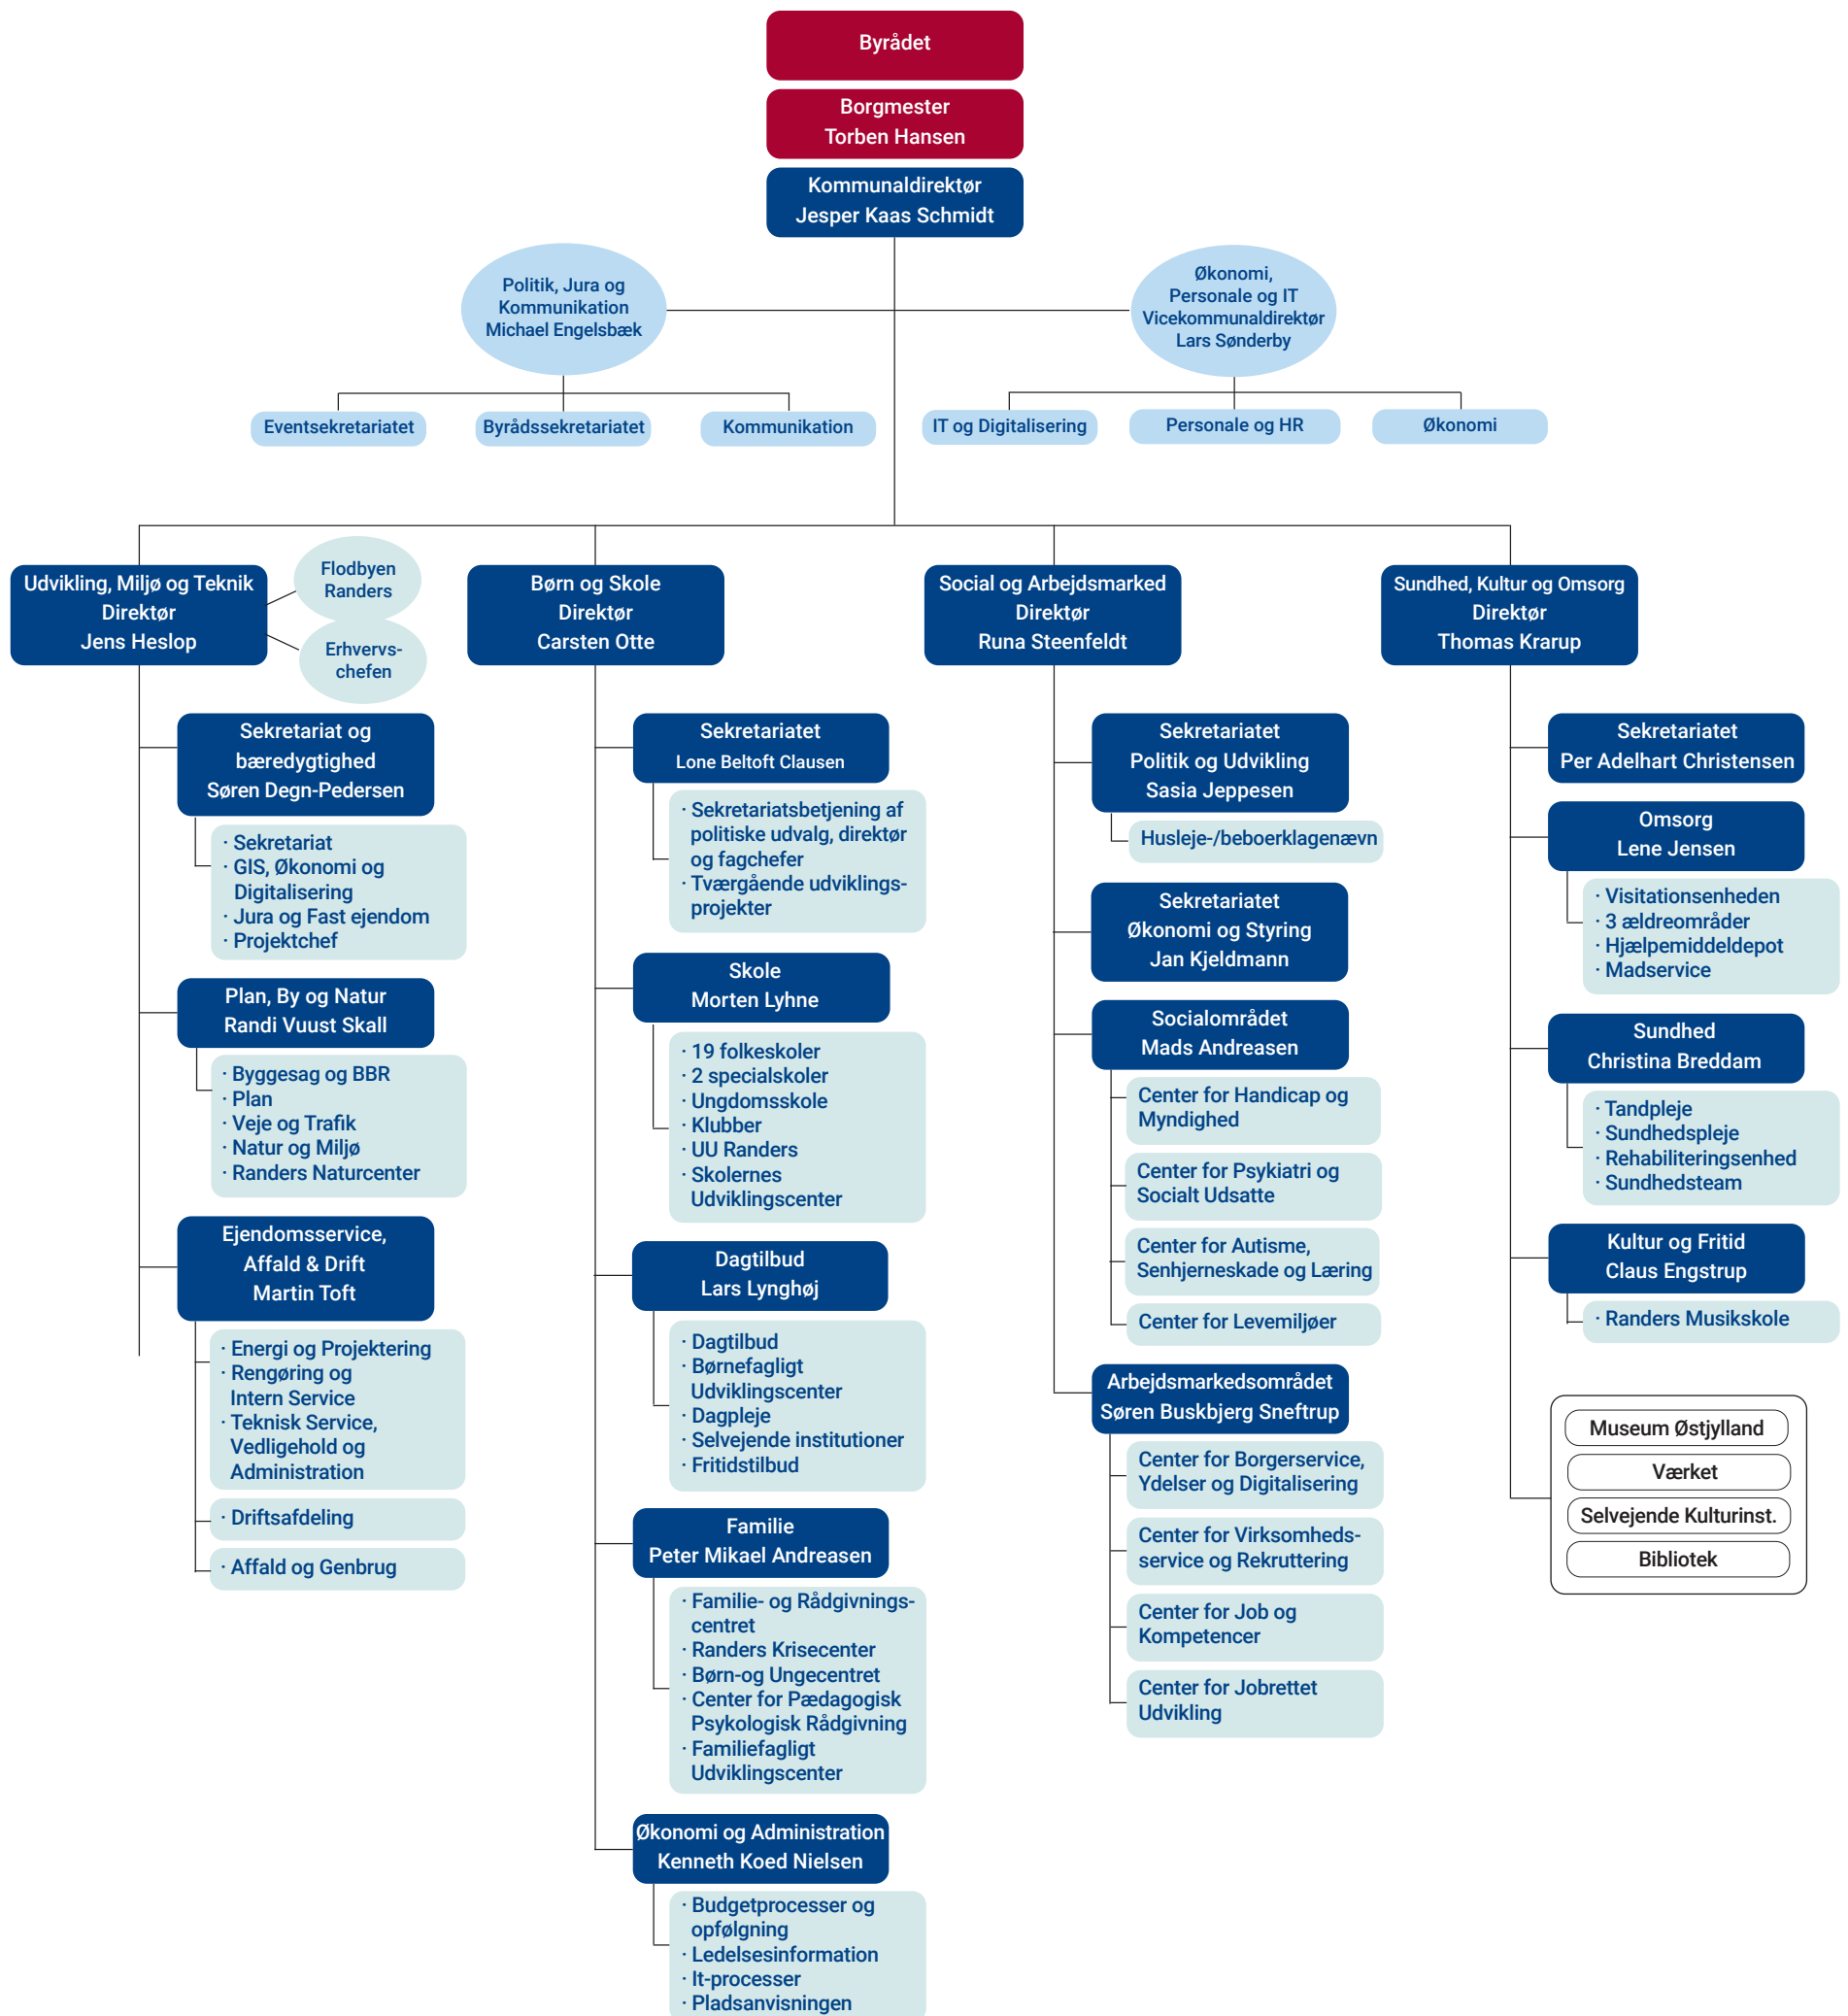 Byrådet
Borgmester
Torben Hansen
Kommunaldirektør
Jesper Kaas Schmidt
Politik, Jura og
Kommunikation
Michael Engelsbæk
Økonomi,
Personale og IT
Vicekommunaldirektør
Lars Sønderby
Eventsekretariatet
Byrådssekretariatet
Kommunikation
IT og Digitalisering
Personale og HR
Økonomi
Udvikling, Miljø og Teknik
Direktør
Jens Heslop
Flodbyen
Randers
Erhvervs-
chefen
Sekretariat og
bæredygtighed
Søren Degn-Pedersen
· Sekretariat
· GIS, Økonomi og
Digitalisering
· Jura og Fast ejendom
· Projektchef
Plan, By og Natur
Randi Vuust Skall
· Byggesag og BBR
· Plan
· Veje og Trafik
· Natur og Miljø
· Randers Naturcenter
Ejendomsservice,
Affald & Drift
Martin Toft
· Energi og Projektering
· Rengøring og
Intern Service
· Teknisk Service,
Vedligehold og
Administration
· Driftsafdeling
· Affald og Genbrug
Børn og Skole
Direktør
Carsten Otte
Sekretariatet
Lone Beltoft Clausen
· Sekretariatsbetjening af
politiske udvalg, direktør
og fagchefer
· Tværgående udviklings-
projekter
Skole
Morten Lyhne
· 19 folkeskoler
· 2 specialskoler
· Ungdomsskole
· Klubber
· UU Randers
· Skolernes
Udviklingscenter
Dagtilbud
Lars Lynghøj
· Dagtilbud
· Børnefagligt
Udviklingscenter
· Dagpleje
· Selvejende institutioner
· Fritidstilbud
Familie
Peter Mikael Andreasen
· Familie- og Rådgivnings-
centret
· Randers Krisecenter
· Børn-og Ungecentret
· Center for Pædagogisk
Psykologisk Rådgivning
· Familiefagligt
Udviklingscenter
Økonomi og Administration
Kenneth Koed Nielsen
· Budgetprocesser og
opfølgning
· Ledelsesinformation
· It-processer
· Pladsanvisningen
Social og Arbejdsmarked
Direktør
Runa Steenfeldt
Sekretariatet
Politik og Udvikling
Sasia Jeppesen
Husleje-/beboerklagenævn
Sekretariatet
Økonomi og Styring
Jan Kjeldmann
Socialområdet
Mads Andreasen
Center for Handicap og
Myndighed
Center for Psykiatri og
Socialt Udsatte
Center for Autisme,
Senhjerneskade og Læring
Center for Levemiljøer
Arbejdsmarkedsområdet
Søren Buskbjerg Sneftrup
Center for Borgerservice,
Ydelser og Digitalisering
Center for Virksomheds-
service og Rekruttering
Center for Job og
Kompetencer
Center for Jobrettet
Udvikling
Sundhed, Kultur og Omsorg
Direktør
Thomas Krarup
Sekretariatet
Per Adelhart Christensen
Omsorg
Lene Jensen
· Visitationsenheden
· 3 ældreområder
· Hjælpemiddeldepot
· Madservice
Sundhed
Christina Breddam
· Tandpleje
· Sundhedspleje
· Rehabiliteringsenhed
· Sundhedsteam
Kultur og Fritid
Claus Engstrup
· Randers Musikskole
Museum Østjylland
Værket
Selvejende Kulturinst.
Bibliotek